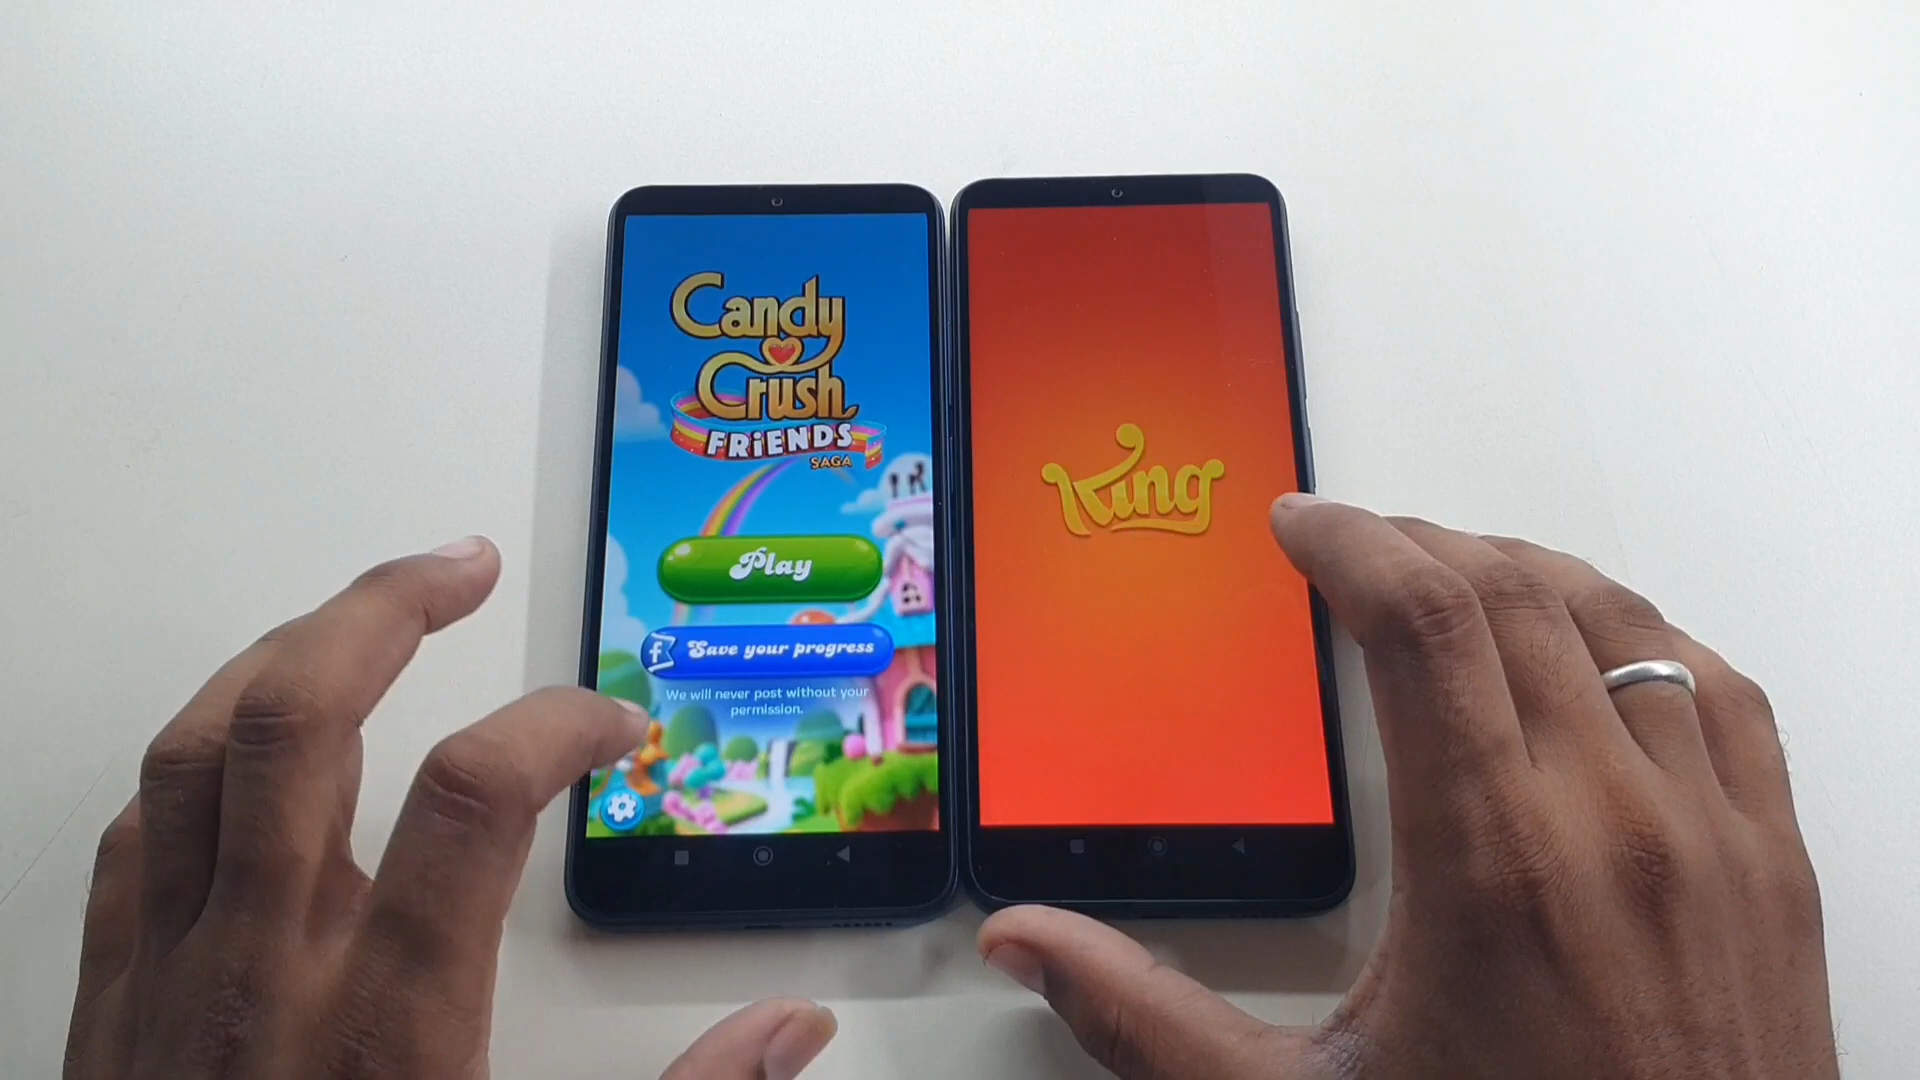 Candy
Crush
FRiENDS
SAGA
Play
f Save your progress
We will never post without your
permission.
King